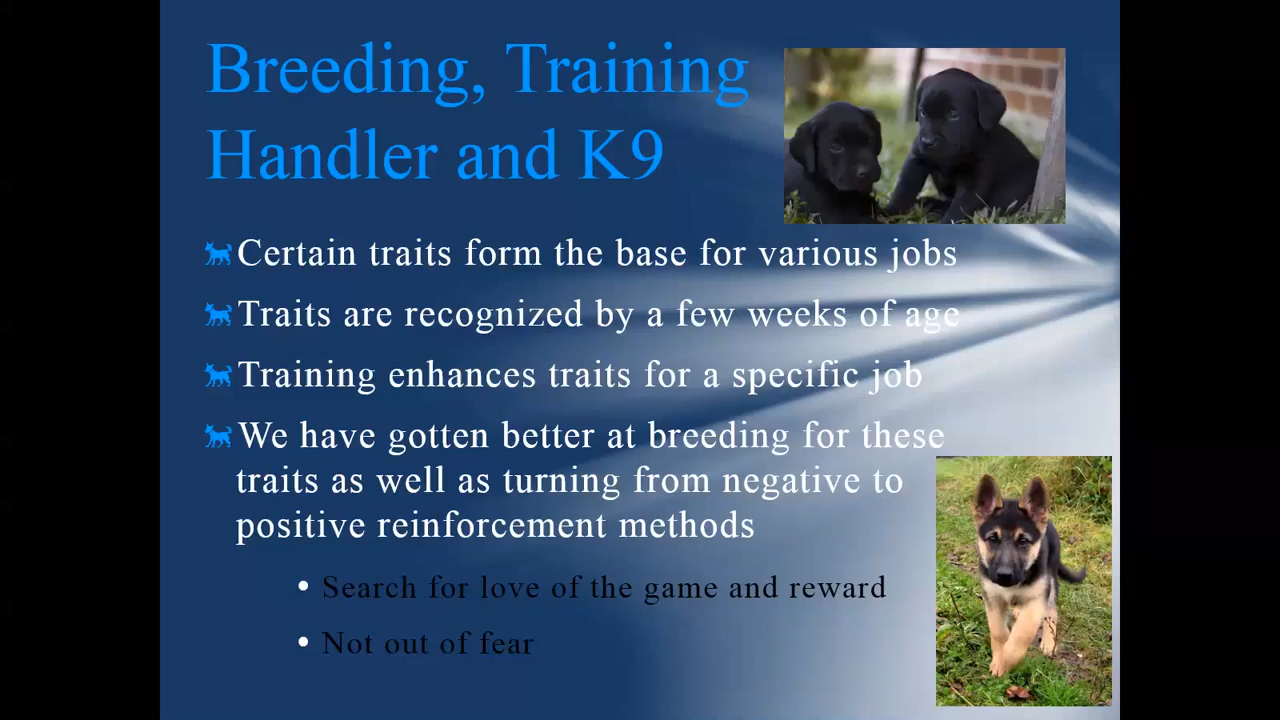 Breeding, Training
Handler and K9
Certain traits form the base for various jobs
Traits are recognized by a few weeks of age
Training enhances traits for a specific job
We have gotten better at breeding for these
traits as well as turning from negative to
positive reinforcement methods
• Search for love of the game and reward
• Not out of fear